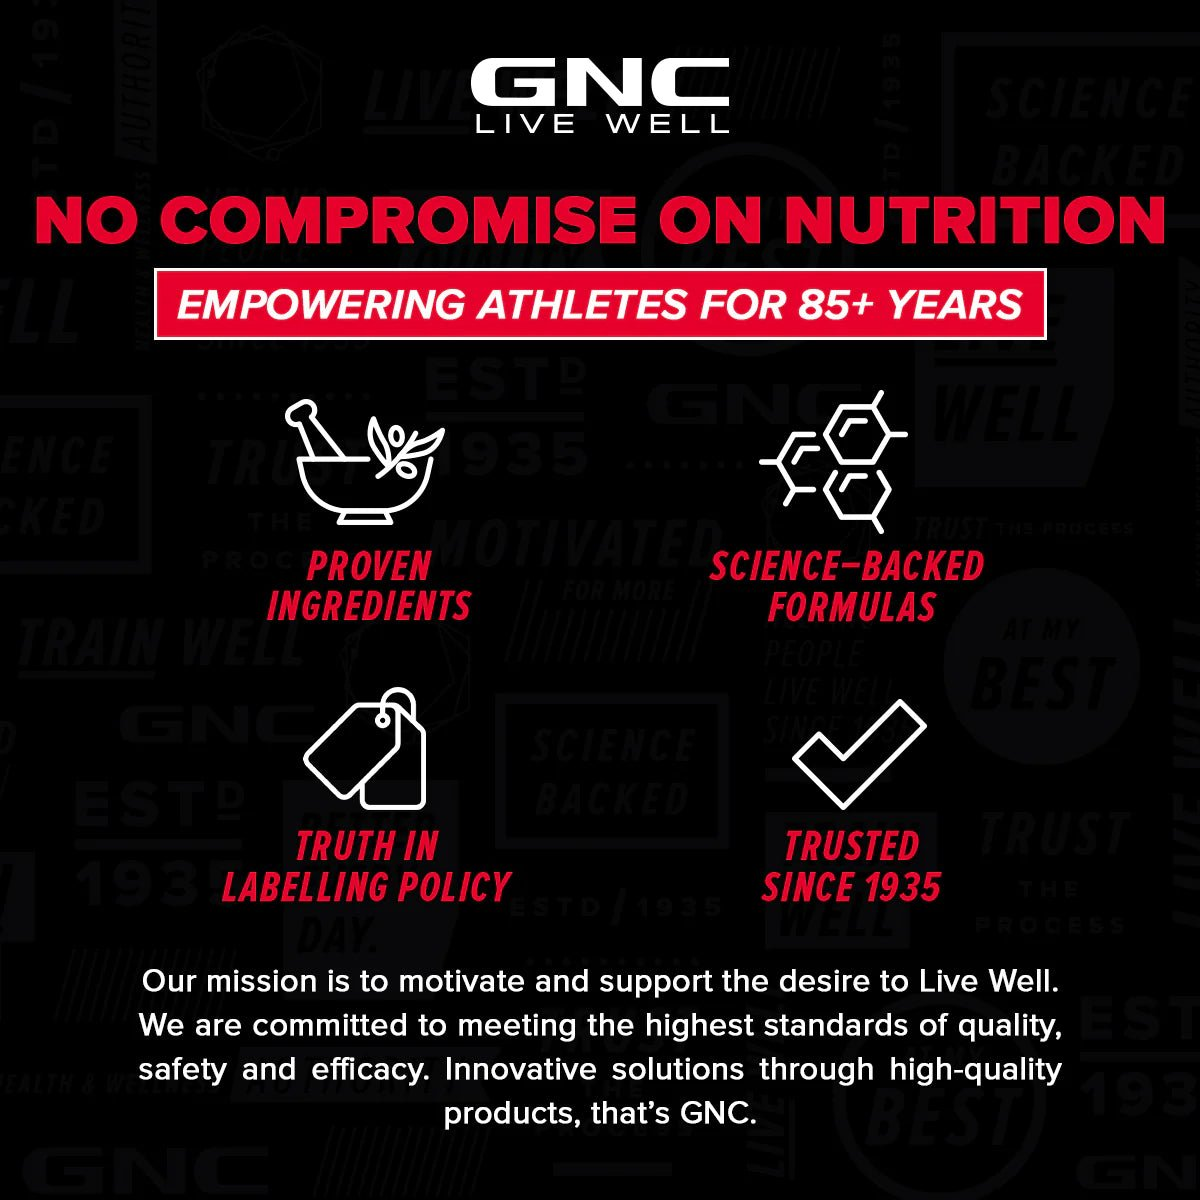 GNC
LIVE WELL
NO COMPROMISE ON NUTRITION
EMPOWERING ATHLETES FOR 85+ YEARS
PROVEN
INGREDIENTS
SCIENCE-BACKED
FORMULAS
TRUTH IN
LABELLING POLICY
TRUSTED
SINCE 1935
Our mission is to motivate and support the desire to Live Well.
We are committed to meeting the highest standards of quality,
safety and efficacy. Innovative solutions through high-quality
products, that's GNC.